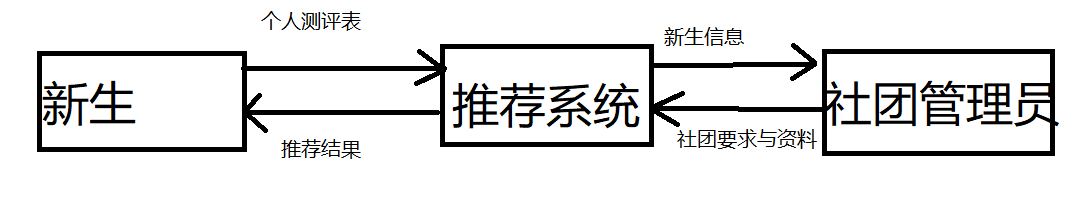 个人测评表
新生信息
新生
推荐系统
社团管理员
推荐结果
社团要求与资料